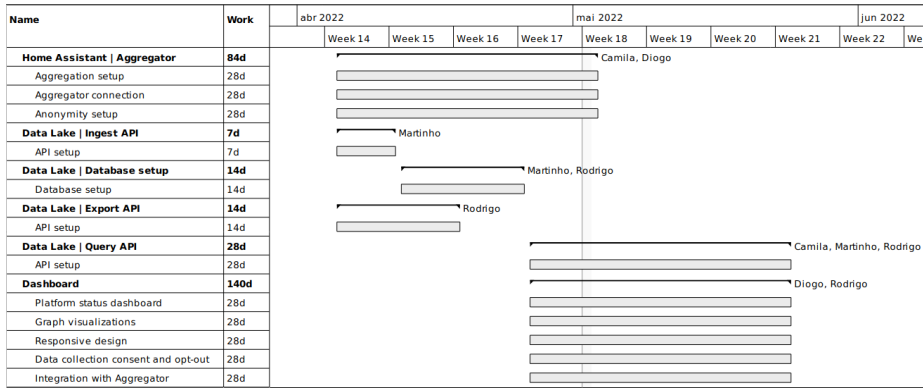 Name Work abr 2022 mai 2022 jun 2022
Week 14 Week 15 Week 16 Week 17 Week 18 Week 19 Week 20 Week 21 Week 22 We
Home Assistant | Aggregator 84d Camila, Diogo
Aggregation setup 28d
Aggregator connection 28d
Anonymity setup 28d
Data Lake | Ingest API 7d Martinho
API setup 7d
Data Lake | Database setup 14d Martinho, Rodrigo
Database setup 14d
Data Lake | Export API 14d Rodrigo
API setup 14d
Data Lake | Query API 28d Camila, Martinho, Rodrigo
API setup 28d
Dashboard 140d Diogo, Rodrigo
Platform status dashboard 28d
Graph visualizations 28d
Responsive design 28d
Data collection consent and opt-out 28d
Integration with Aggregator 28d